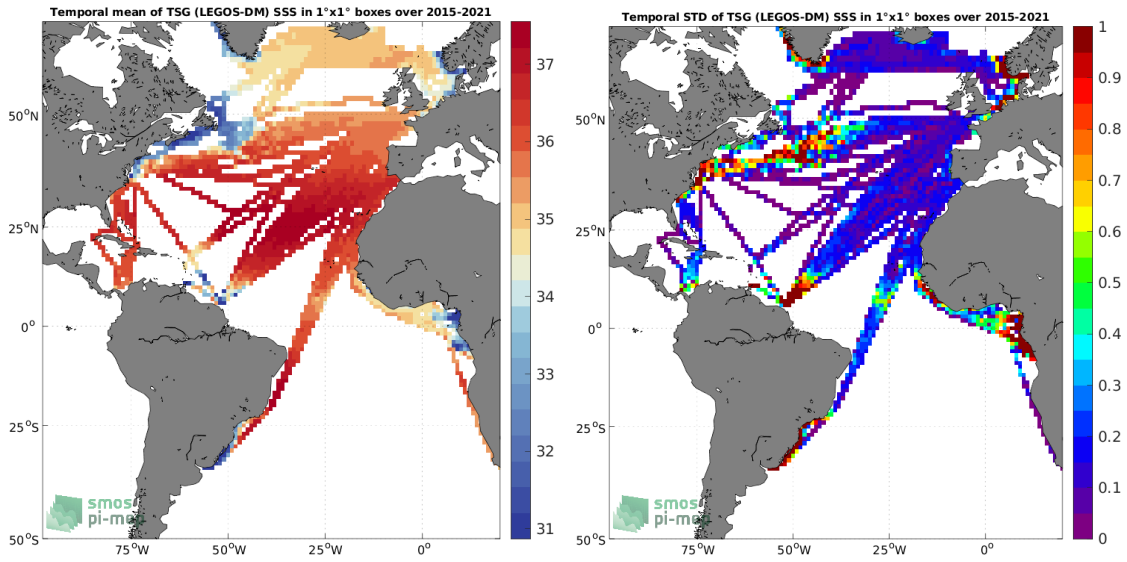 Temporal mean of TSG (LEGOS-DM) SSS in 1°x1° boxes over 2015-2021
50°N
25°N
0°
25°S
50°S
75°W
50°W
25°W
0°
37
36
35
34
33
32
31
smos
pi-mep
Temporal STD of TSG (LEGOS-DM) SSS in 1°x1° boxes over 2015-2021
50°N
25°N
0°
25°S
50°S
75°W
50°W
25°W
0°
1
0.9
0.8
0.7
0.6
0.5
0.4
0.3
0.2
0.1
0
smos
pi-mep